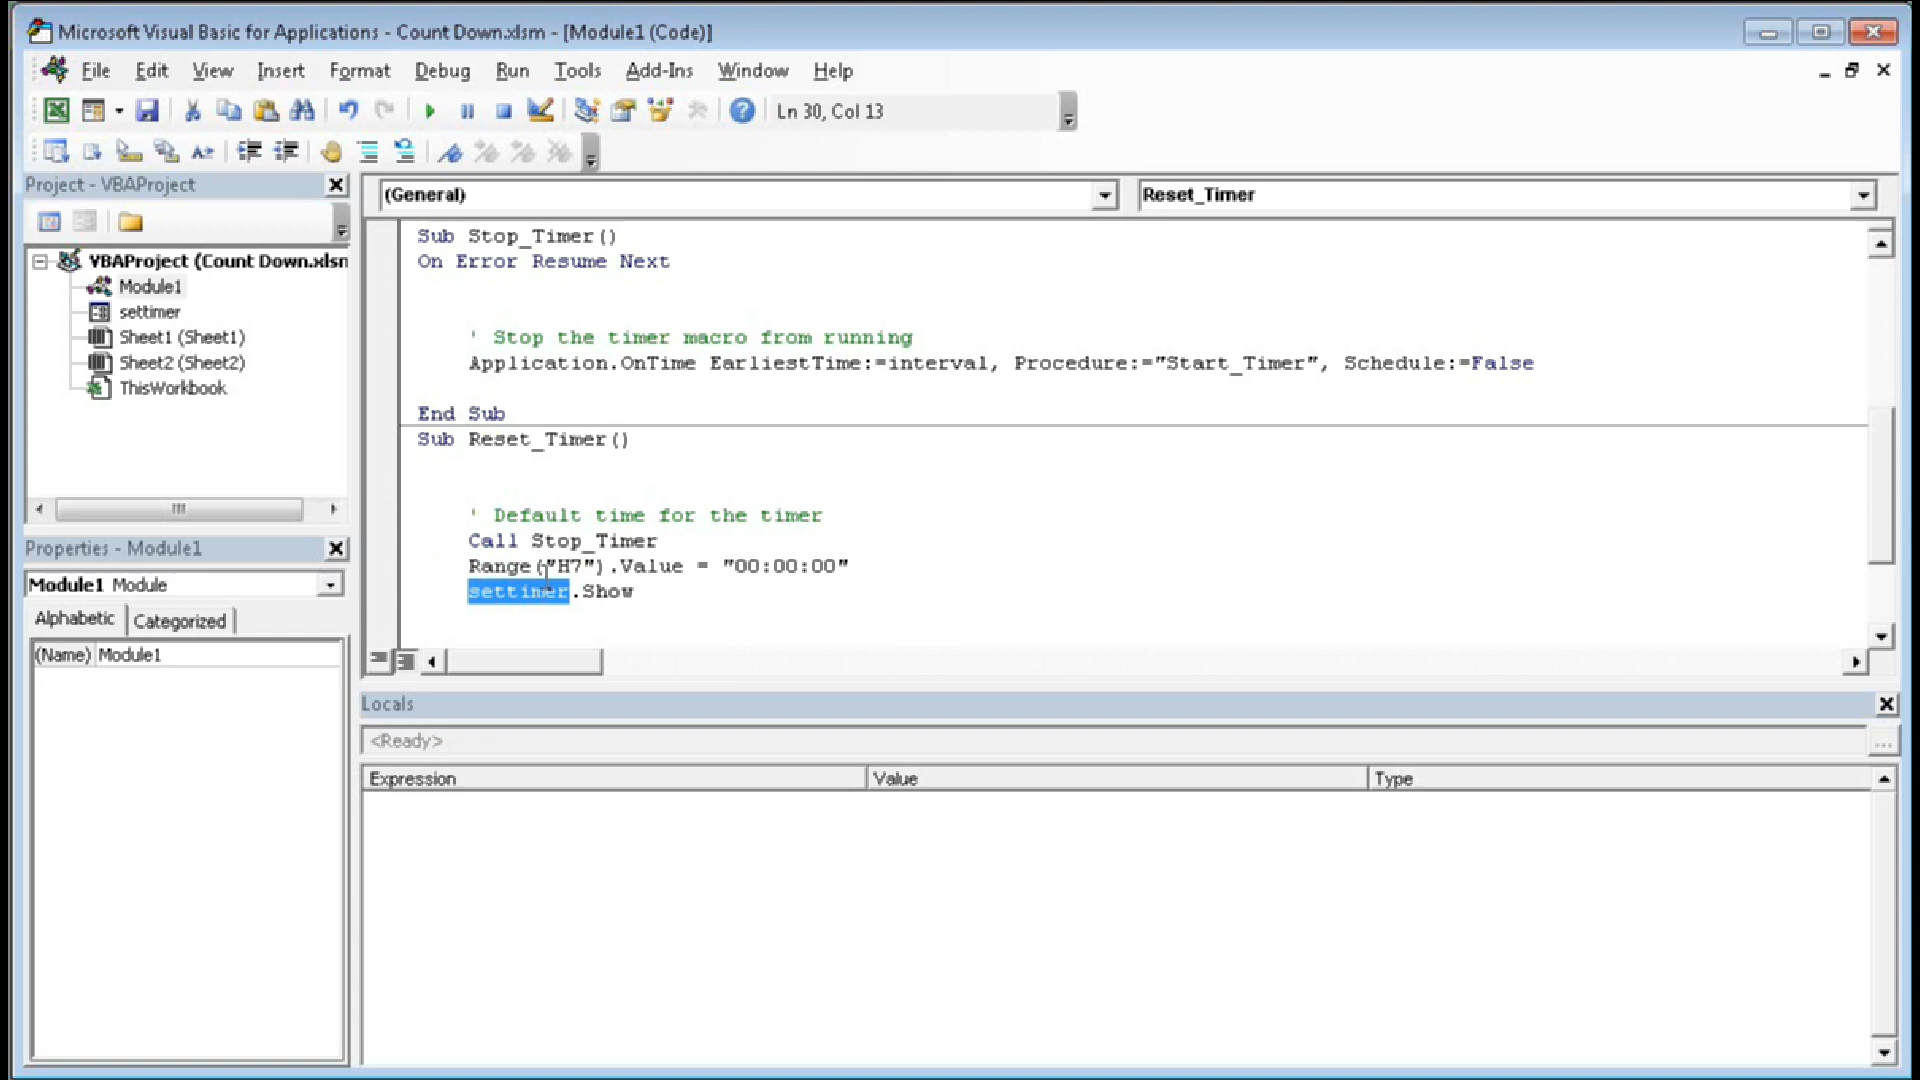 Microsoft Visual Basic for Applications - Count Down.xlsm - [Module1 (Code)]
File Edit View Insert Format Debug Run Tools Add-Ins Window Help
Ln 30, Col 13
Project - VBAProject
VBAProject (Count Down.xlsm
Module1
settimer
Sheet1 (Sheet1)
Sheet2 (Sheet2)
ThisWorkbook
Properties - Module1
Module1 Module
Alphabetic Categorized
(Name) Module1
(General) Reset_Timer
Sub Stop_Timer()
On Error Resume Next
' Stop the timer macro from running
Application.OnTime EarliestTime:=interval, Procedure:="Start_Timer", Schedule:=False
End Sub
Sub Reset_Timer()
' Default time for the timer
Call Stop_Timer
Range("H7").Value = "00:00:00"
settimer.Show
Locals
<Ready>
Expression Value Type